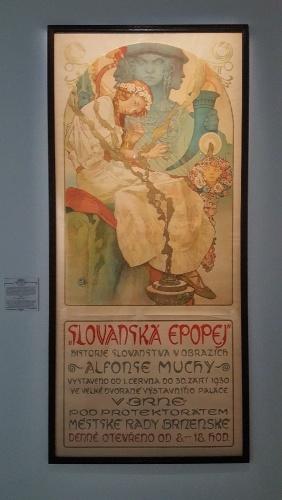 „SLOVANSKÁ EPOPEJ“
HISTORIE SLOVANSTVA V OBRAZÍCH
ALFONSE MUCHY
VYSTAVENO OD 1. ČERVNA DO 30. ZÁŘÍ 1930
VE VELKÉ DVORANĚ VÝSTAVNÍHO PALÁCE
V BRNĚ
POD PROTEKTORATEM
MĚSTSKÉ RADY BRNĚNSKÉ
DENNĚ OTEVŘENO OD 8–18. HOD.